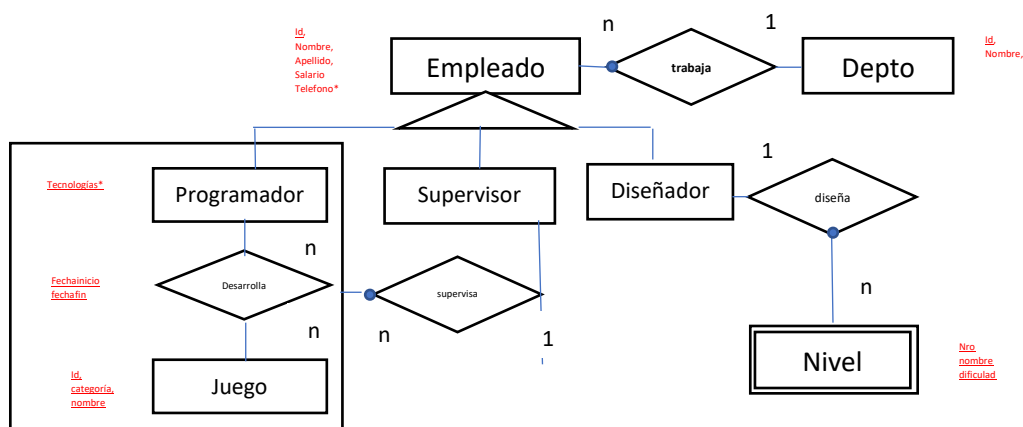 n
1
Id,
Nombre,
Apellido,
Salario
Telefono*
Empleado
trabaja
Depto
Id,
Nombre,
1
Tecnologías*
Programador
Supervisor
Diseñador
diseña
n
Fechainicio
fechafin
Desarrolla
supervisa
n
n
n
1
Id,
categoría,
nombre
Juego
Nivel
Nro
nombre
dificulad